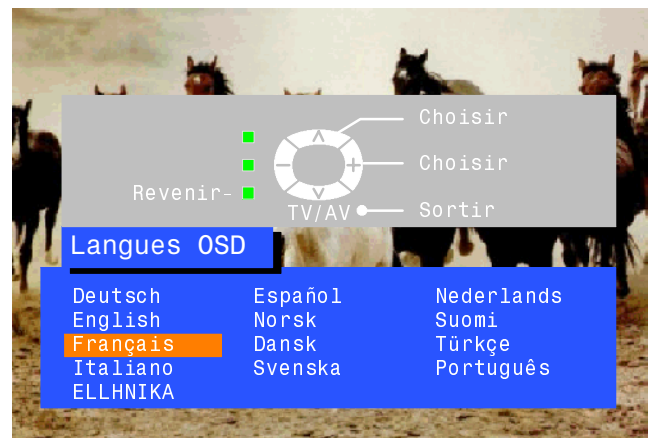 Choisir
Choisir
Revenir-
TV/AV Sortir
Langues OSD
Deutsch Español Nederlands
English Norsk Suomi
Français Dansk Türkçe
Italiano Svenska Português
ELLHNIKA